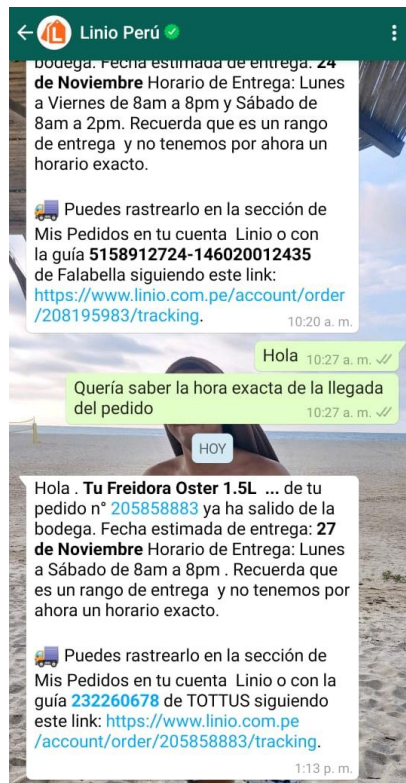 Linio Perú
bodega. Fecha estimada de entrega: 24
de Noviembre Horario de Entrega: Lunes
a Viernes de 8am a 8pm y Sábado de
8am a 2pm. Recuerda que es un rango
de entrega y no tenemos por ahora un
horario exacto.
Puedes rastrearlo en la sección de
Mis Pedidos en tu cuenta Linio o con
la guía 5158912724-146020012435
de Falabella siguiendo este link:
https://www.linio.com.pe/account/order
/208195983/tracking.
10:20 a. m.
Hola 10:27 a. m.
Quería saber la hora exacta de la llegada
del pedido 10:27 a. m.
HOY
Hola . Tu Freidora Oster 1.5L ... de tu
pedido n° 205858883 ya ha salido de la
bodega. Fecha estimada de entrega: 27
de Noviembre Horario de Entrega: Lunes
a Sábado de 8am a 8pm . Recuerda que
es un rango de entrega y no tenemos por
ahora un horario exacto.
Puedes rastrearlo en la sección de
Mis Pedidos en tu cuenta Linio o con la
guía 232260678 de TOTTUS siguiendo
este link: https://www.linio.com.pe
/account/order/205858883/tracking.
1:13 p. m.